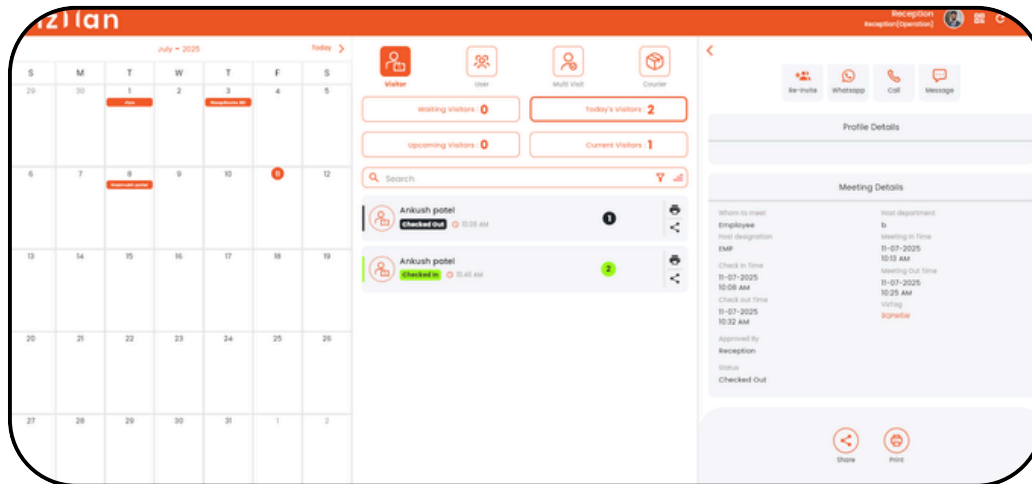 Reception
Reception(Operation)
July - 2025
Today
S M T W T F S
29 30 1 2 3 4 5
6 7 8 9 10 11 12
13 14 15 16 17 18 19
20 21 22 23 24 25 26
27 28 29 30 31 1 2
Visitor
User
Multi Visit
Courier
Waiting Visitors : 0
Today's Visitors : 2
Upcoming Visitors : 0
Current Visitors : 1
Search
Ankush patel
Checked Out 10:08 AM
1
Ankush patel
Checked In 10:40 AM
2
Re-Invite
Whatsapp
Call
Message
Profile Details
Meeting Details
Whom to meet
Employee
Host designation
EMP
Check In Time
11-07-2025
10:08 AM
Check out Time
11-07-2025
10:32 AM
Approved By
Reception
Status
Checked Out
Host department
b
Meeting In Time
11-07-2025
10:13 AM
Meeting Out Time
11-07-2025
10:25 AM
VizTag
Share
Print